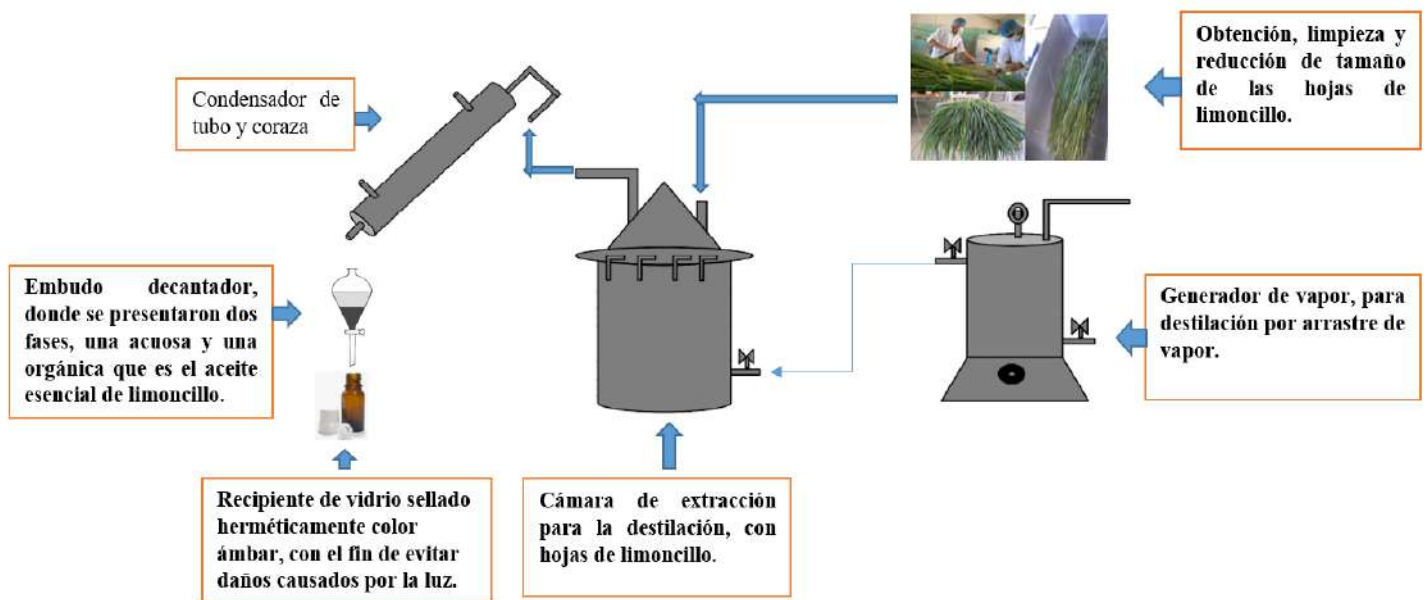 Obtención, limpieza y
reducción de tamaño
de las hojas de
limoncillo.
Condensador de
tubo y coraza
Embudo decantador,
donde se presentaron dos
fases, una acuosa y una
orgánica que es el aceite
esencial de limoncillo.
Generador de vapor, para
destilación por arrastre de
vapor.
Recipiente de vidrio sellado
herméticamente color
ámbar, con el fin de evitar
daños causados por la luz.
Cámara de extracción
para la destilación, con
hojas de limoncillo.